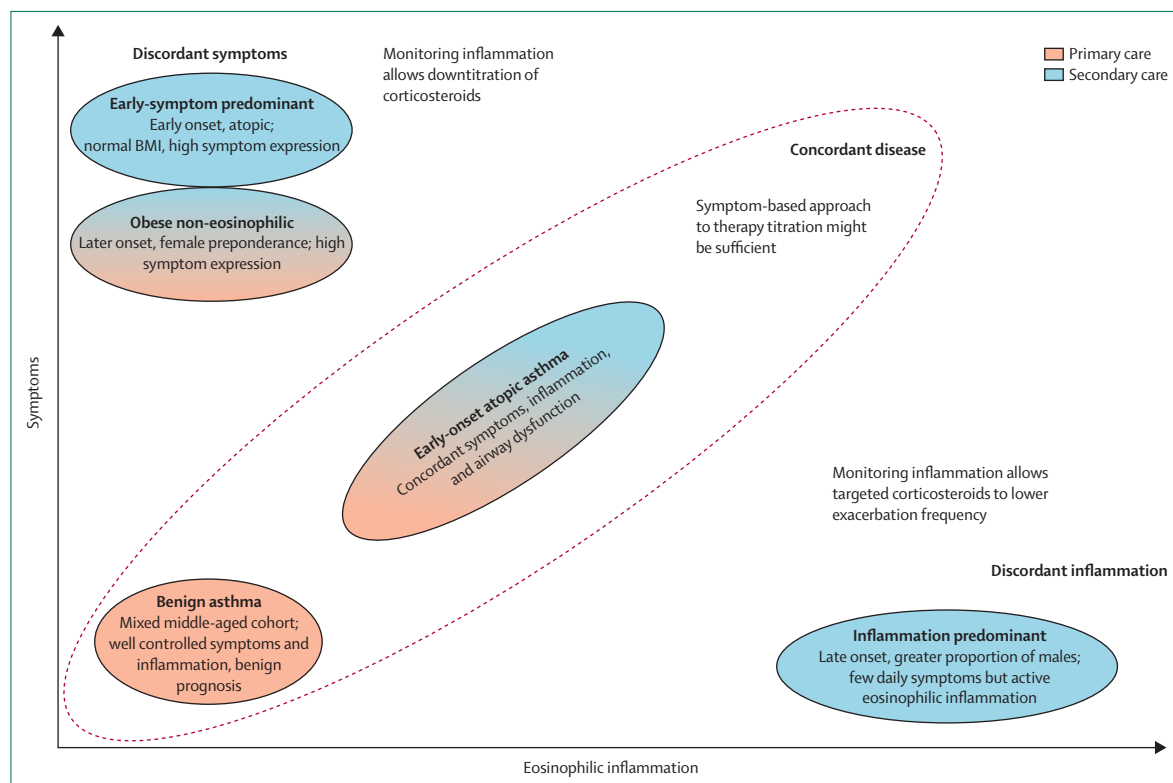 Discordant symptoms
Early-symptom predominant
Early onset, atopic;
normal BMI, high symptom expression
Obese non-eosinophilic
Later onset, female preponderance; high
symptom expression
Monitoring inflammation
allows downtitration of
corticosteroids
Primary care
Secondary care
Concordant disease
Symptom-based approach
to therapy titration might
be sufficient
Early-onset atopic asthma
Concordant symptoms, inflammation,
and airway dysfunction
Symptoms
Monitoring inflammation allows
targeted corticosteroids to lower
exacerbation frequency
Discordant inflammation
Benign asthma
Mixed middle-aged cohort;
well controlled symptoms and
inflammation, benign
prognosis
Inflammation predominant
Late onset, greater proportion of males;
few daily symptoms but active
eosinophilic inflammation
Eosinophilic inflammation